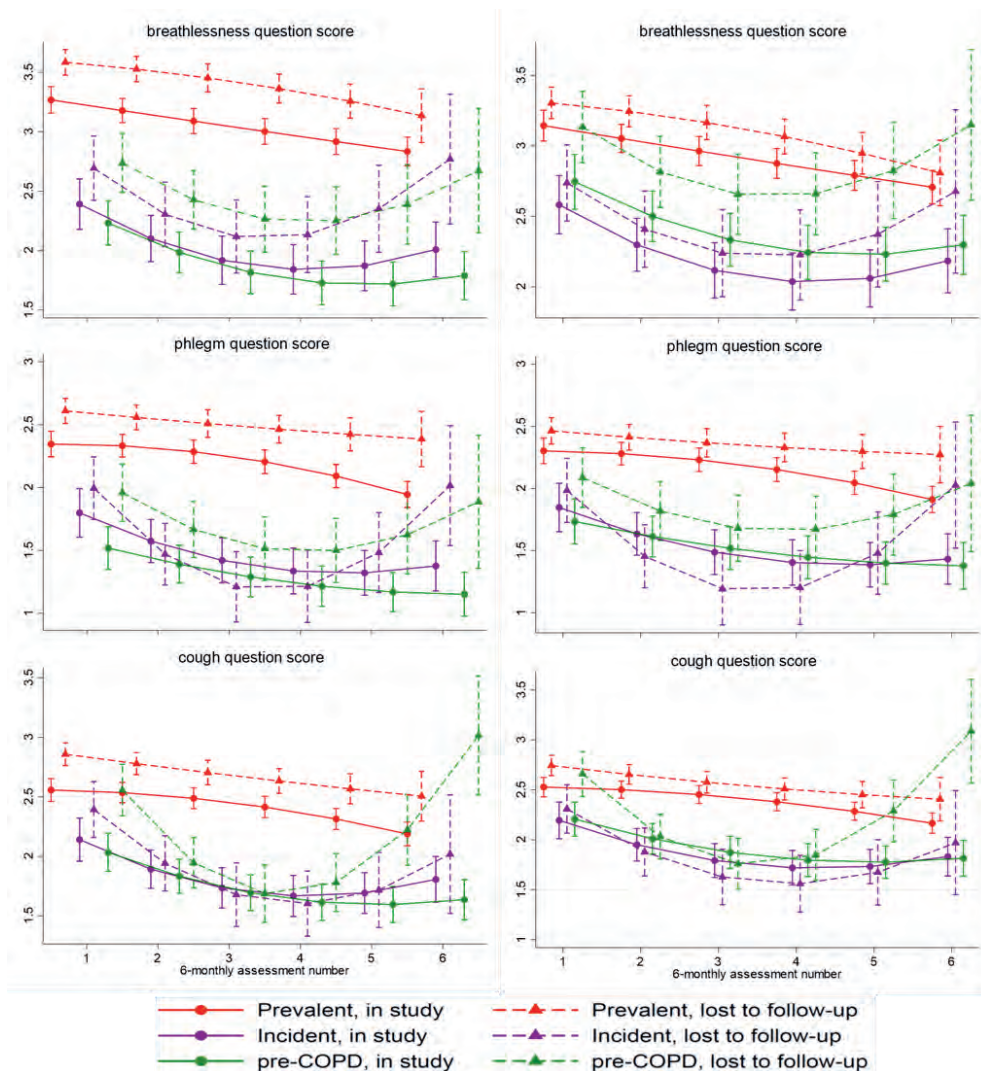 breathlessness question score
breathlessness question score
3.5
3
2.5
2
1.5
3.5
3
2.5
2
phlegm question score
phlegm question score
3
2.5
2
1.5
1
3
2.5
2
1.5
1
cough question score
cough question score
3.5
3
2.5
2
1.5
3.5
3
2.5
2
1.5
1
1 2 3 4 5 6
1 2 3 4 5 6
6-monthly assessment number
6-monthly assessment number
Prevalent, in study
Prevalent, lost to follow-up
Incident, in study
Incident, lost to follow-up
pre-COPD, in study
pre-COPD, lost to follow-up